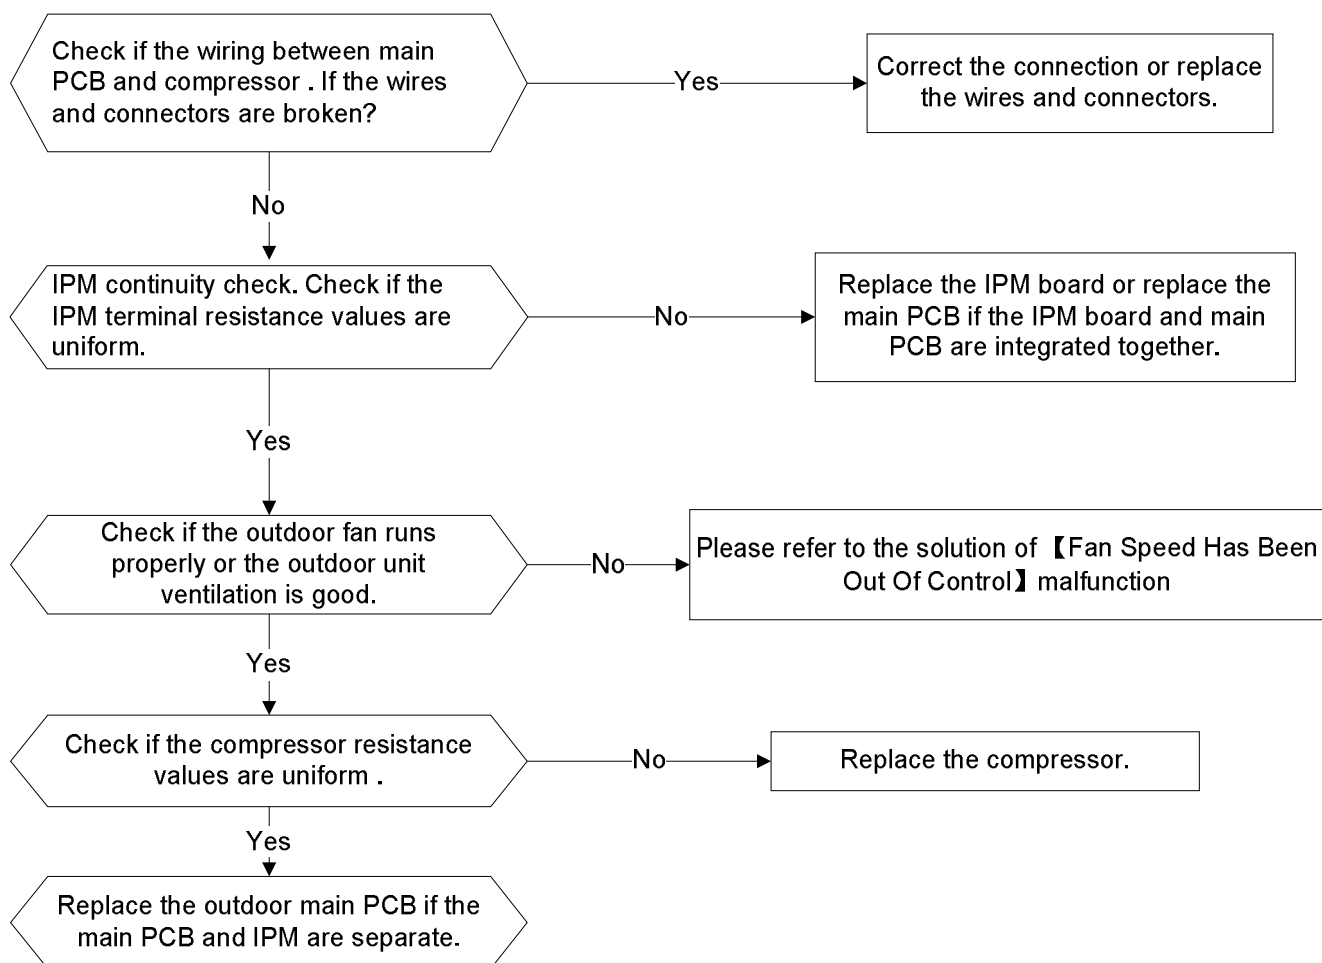 Check if the wiring between main
PCB and compressor . If the wires
and connectors are broken?
Yes
Correct the connection or replace
the wires and connectors.
No
IPM continuity check. Check if the
IPM terminal resistance values are
uniform.
No
Replace the IPM board or replace the
main PCB if the IPM board and main
PCB are integrated together.
Yes
Check if the outdoor fan runs
properly or the outdoor unit
ventilation is good.
No
Please refer to the solution of 【Fan Speed Has Been
Out Of Control】malfunction
Yes
Check if the compressor resistance
values are uniform .
No
Replace the compressor.
Yes
Replace the outdoor main PCB if the
main PCB and IPM are separate.